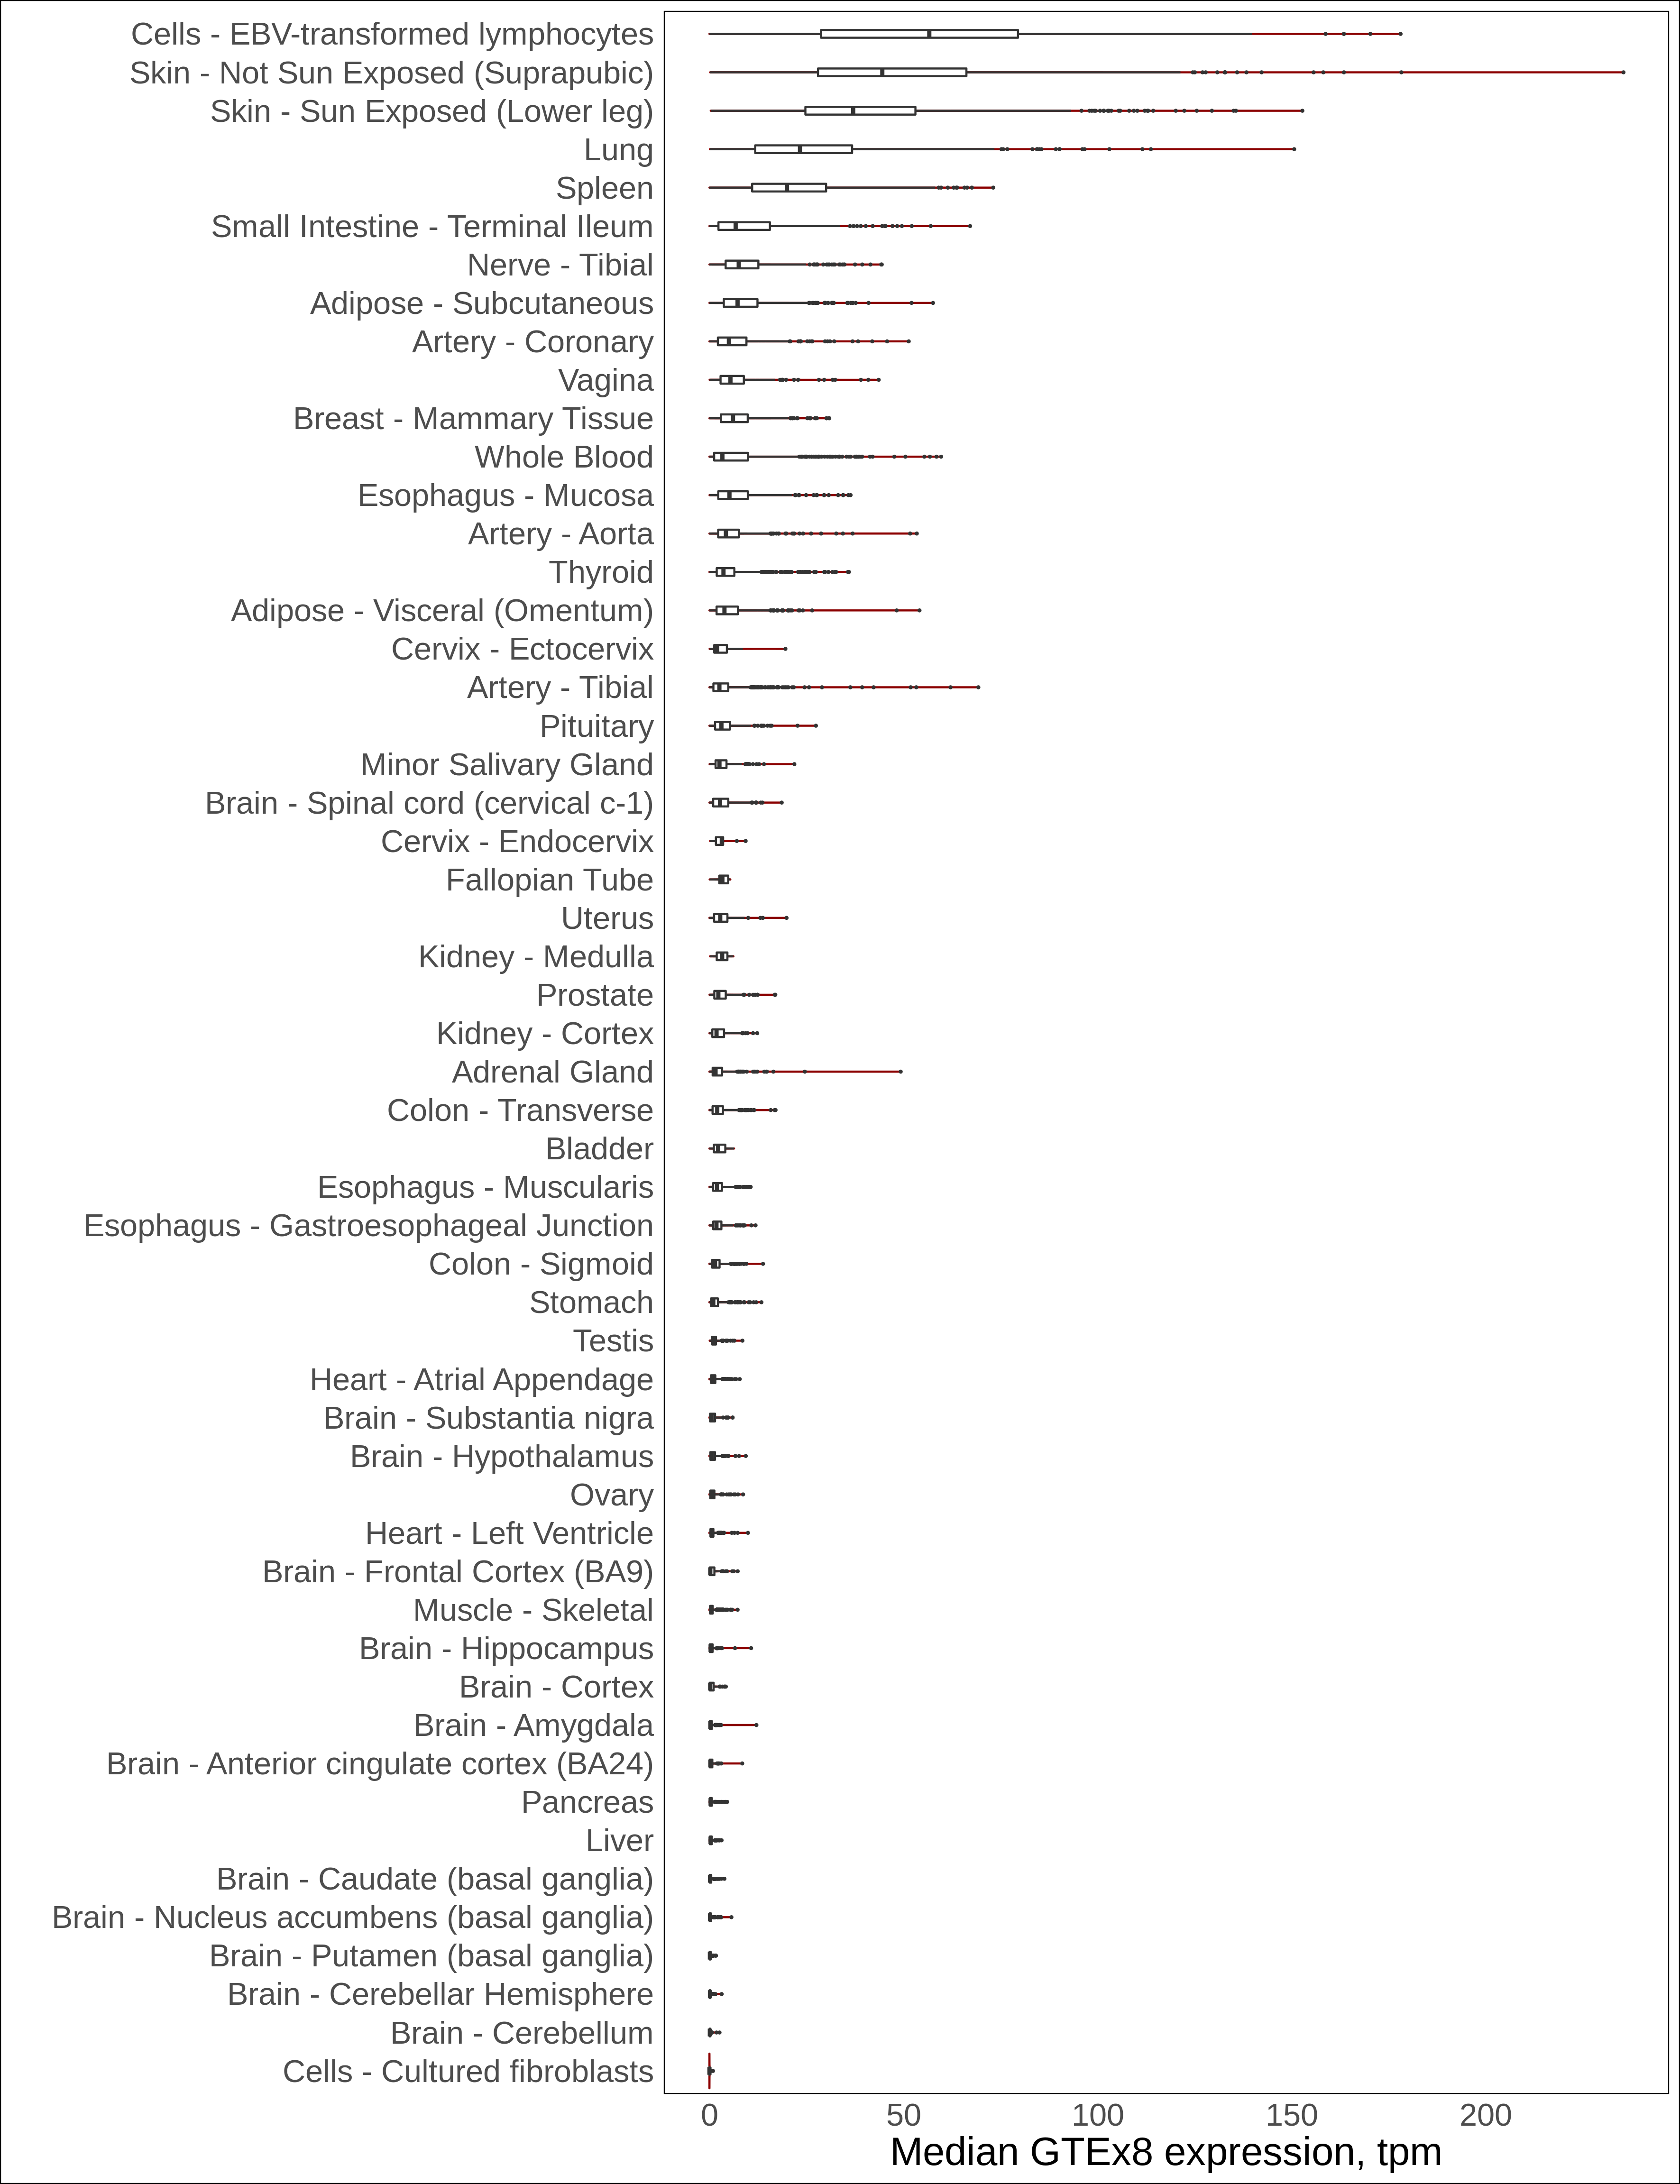 Cells - EBV-transformed lymphocytes
Skin - Not Sun Exposed (Suprapubic)
Skin - Sun Exposed (Lower leg)
Lung
Spleen
Small Intestine - Terminal Ileum
Nerve - Tibial
Adipose - Subcutaneous
Artery - Coronary
Vagina
Breast - Mammary Tissue
Whole Blood
Esophagus - Mucosa
Artery - Aorta
Thyroid
Adipose - Visceral (Omentum)
Cervix - Ectocervix
Artery - Tibial
Pituitary
Minor Salivary Gland
Brain - Spinal cord (cervical c-1)
Cervix - Endocervix
Fallopian Tube
Uterus
Kidney - Medulla
Prostate
Kidney - Cortex
Adrenal Gland
Colon - Transverse
Bladder
Esophagus - Muscularis
Esophagus - Gastroesophageal Junction
Colon - Sigmoid
Stomach
Testis
Heart - Atrial Appendage
Brain - Substantia nigra
Brain - Hypothalamus
Ovary
Heart - Left Ventricle
Brain - Frontal Cortex (BA9)
Muscle - Skeletal
Brain - Hippocampus
Brain - Cortex
Brain - Amygdala
Brain - Anterior cingulate cortex (BA24)
Pancreas
Liver
Brain - Caudate (basal ganglia)
Brain - Nucleus accumbens (basal ganglia)
Brain - Putamen (basal ganglia)
Brain - Cerebellar Hemisphere
Brain - Cerebellum
Cells - Cultured fibroblasts
0 50 100 150 200
Median GTEx8 expression, tpm